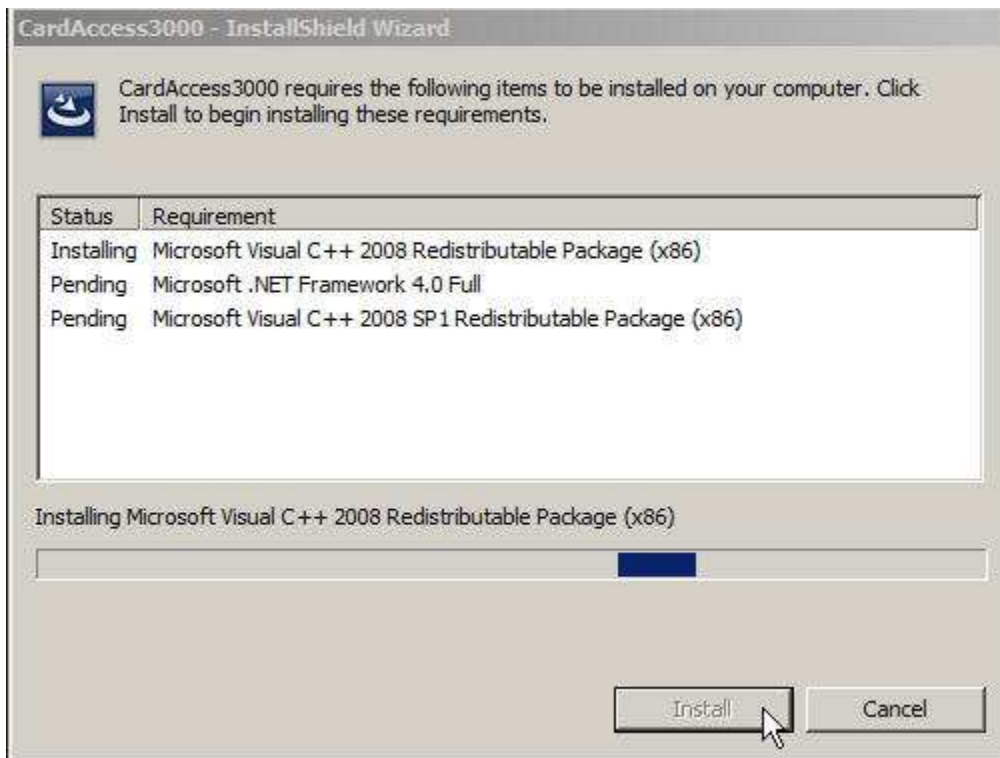 CardAccess3000 - InstallShield Wizard
CardAccess3000 requires the following items to be installed on your computer. Click
Install to begin installing these requirements.
Status Requirement
Installing Microsoft Visual C++ 2008 Redistributable Package (x86)
Pending Microsoft .NET Framework 4.0 Full
Pending Microsoft Visual C++ 2008 SP1 Redistributable Package (x86)
Installing Microsoft Visual C++ 2008 Redistributable Package (x86)
Install Cancel